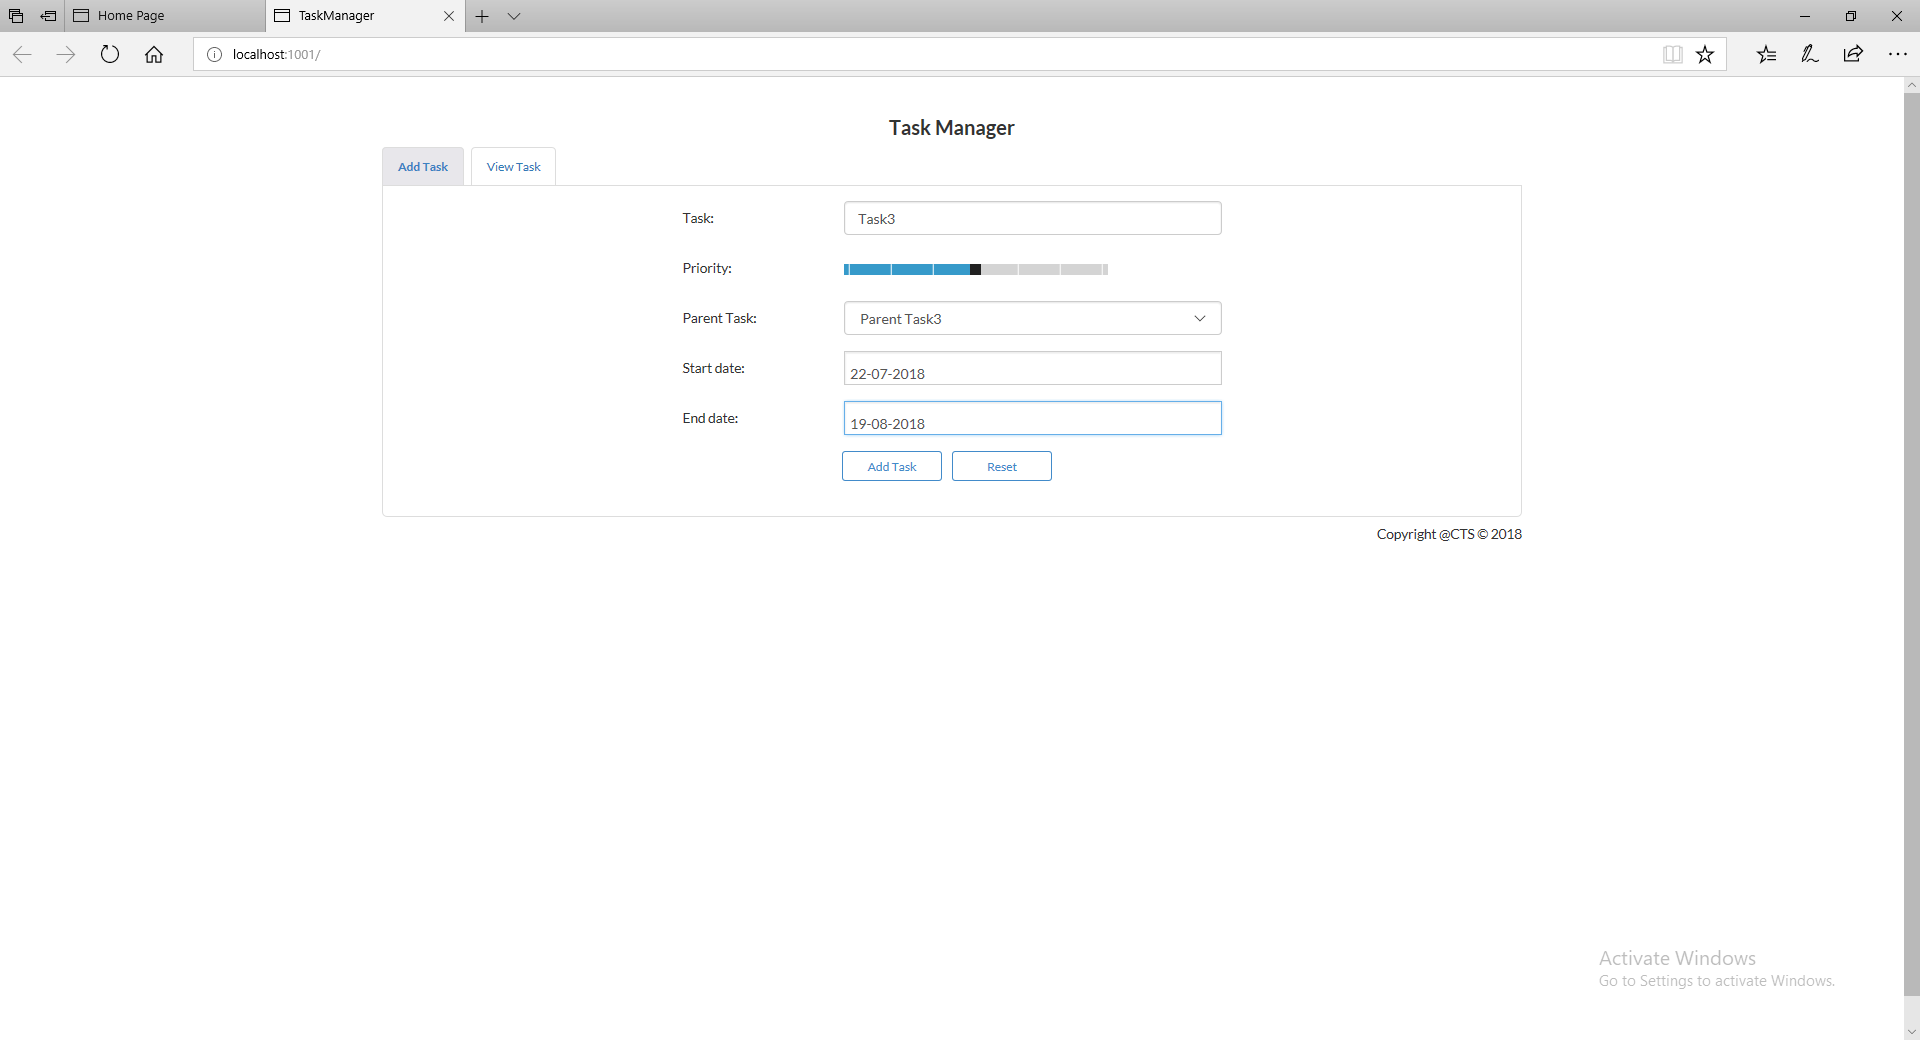 Home Page
TaskManager
localhost:1001/
Task Manager
Add Task
View Task
Task:
Task3
Priority:
Parent Task:
Parent Task3
Start date:
22-07-2018
End date:
19-08-2018
Add Task
Reset
Copyright @CTS © 2018
Activate Windows
Go to Settings to activate Windows.